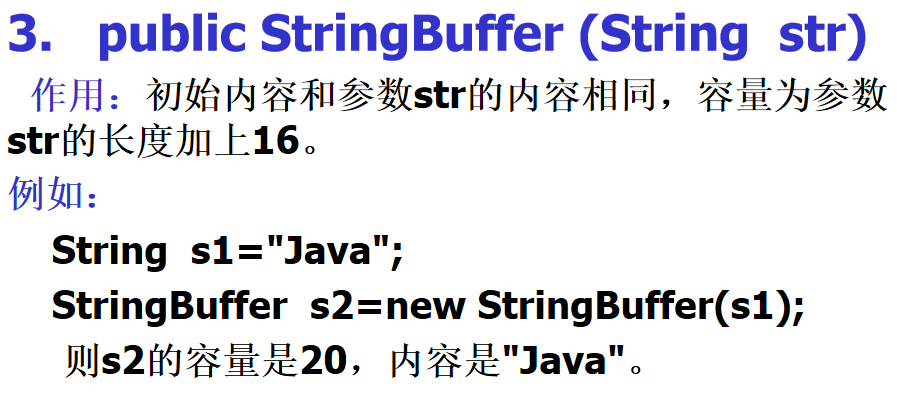 3. public StringBuffer (String str)
作用：初始内容和参数str的内容相同，容量为参数
str的长度加上16。
例如：
String s1="Java";
StringBuffer s2=new StringBuffer(s1);
则s2的容量是20，内容是"Java"。